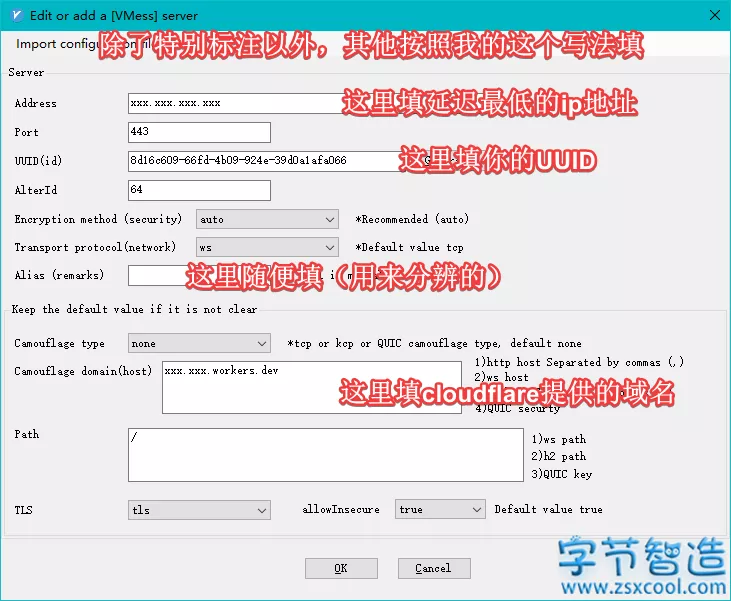 Edit or add a [VMess] server
Import configu
除了特别标注以外，其他按照我的这个写法填
Server
Address
xxx.xxx.xxx.xxx
这里填延迟最低的ip地址
Port
443
UUID(id)
8d16c609-66fd-4b09-924e-39d0a1afa066
这里填你的UUID
AlterId
64
Encryption method (security)
auto
*Recommended (auto)
Transport protocol(network)
ws
*Default value tcp
Alias (remarks)
这里随便填（用来分辨的）
Keep the default value if it is not clear
Camouflage type
none
*tcp or kcp or QUIC camouflage type, default none
Camouflage domain(host)
xxx.xxx.workers.dev
1)http host Separated by commas (,)
2)ws host
这里填cloudflare提供的域名
4)QUIC securty
Path
/
1)ws path
2)h2 path
3)QUIC key
TLS
tls
allowInsecure
true
Default value true
OK
Cancel
字节智造
www.zsxcool.com